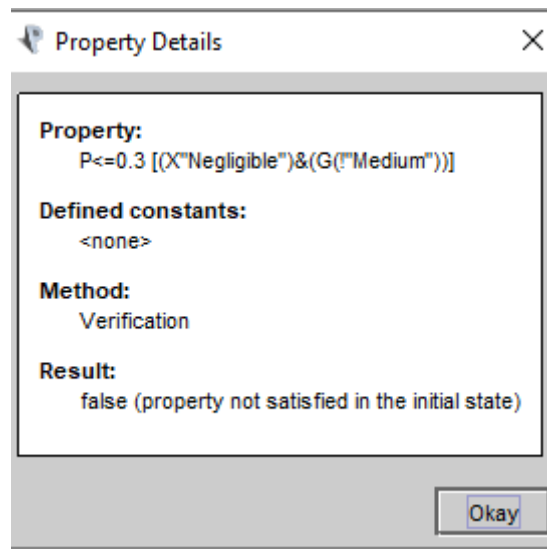 Property Details
Property:
P<=0.3 [(X"Negligible")&(G(!"Medium"))]
Defined constants:
<none>
Method:
Verification
Result:
false (property not satisfied in the initial state)
Okay